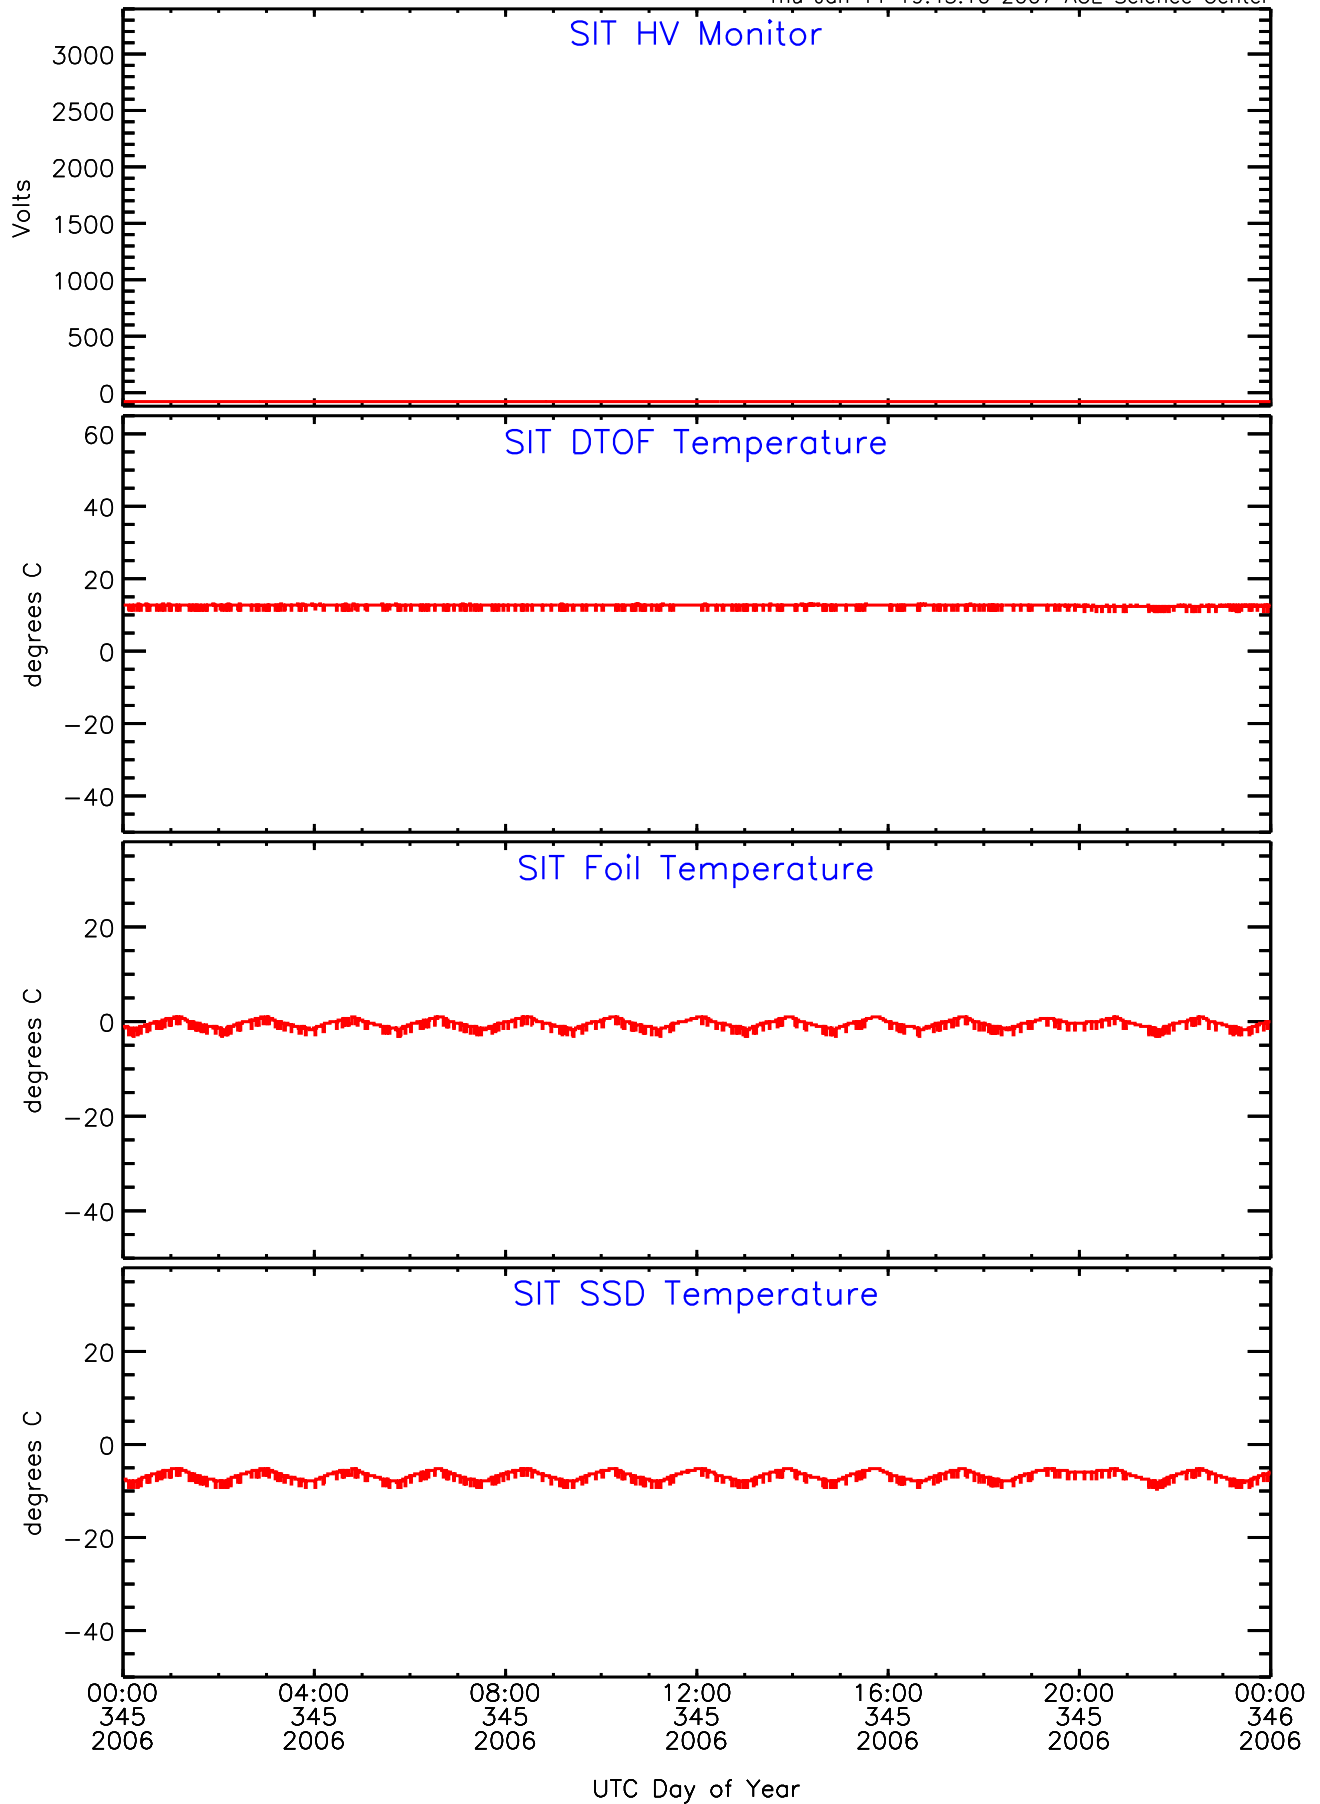 SIT HV Monitor
3000
2500
2000
1500
1000
500
0
Volts
SIT DTOF Temperature
60
40
20
0
−20
−40
degrees C
SIT Foil Temperature
20
0
−20
−40
degrees C
SIT SSD Temperature
20
0
−20
−40
degrees C
00:00 04:00 08:00 12:00 16:00 20:00 00:00
345 345 345 345 345 345 346
2006 2006 2006 2006 2006 2006 2006
UTC Day of Year